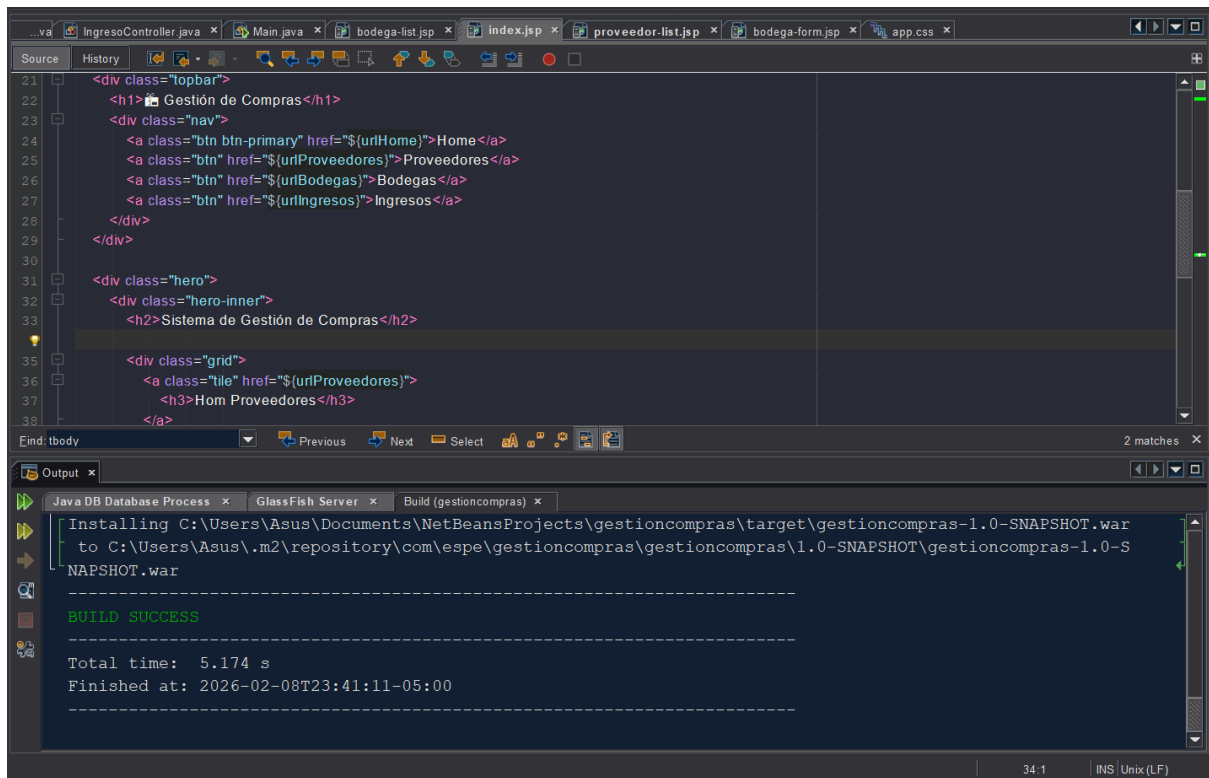 ...va IngresoController.java × Main.java × bodega-list.jsp × index.jsp × proveedor-list.jsp × bodega-form.jsp × app.css ×
Source History
21 <div class="topbar">
22 <h1> Gestión de Compras</h1>
23 <div class="nav">
24 <a class="btn btn-primary" href="${urlHome}">Home</a>
25 <a class="btn" href="${urlProveedores}">Proveedores</a>
26 <a class="btn" href="${urlBodegas}">Bodegas</a>
27 <a class="btn" href="${urlIngresos}">Ingresos</a>
28 </div>
29 </div>
30
31 <div class="hero">
32 <div class="hero-inner">
33 <h2>Sistema de Gestión de Compras</h2>
35 <div class="grid">
36 <a class="tile" href="${urlProveedores}">
37 <h3>Hom Proveedores</h3>
38 </a>
Find: tbody Previous Next Select 2 matches ×
Output ×
Java DB Database Process × GlassFish Server × Build (gestioncompras) ×
Installing C:\Users\Asus\Documents\NetBeansProjects\gestioncompras\target\gestioncompras-1.0-SNAPSHOT.war
to C:\Users\Asus\.m2\repository\com\espe\gestioncompras\gestioncompras\1.0-SNAPSHOT\gestioncompras-1.0-S
NAPSHOT.war
------------------------------------------------------------------------
BUILD SUCCESS
------------------------------------------------------------------------
Total time:  5.174 s
Finished at: 2026-02-08T23:41:11-05:00
------------------------------------------------------------------------
34:1 INS Unix (LF)